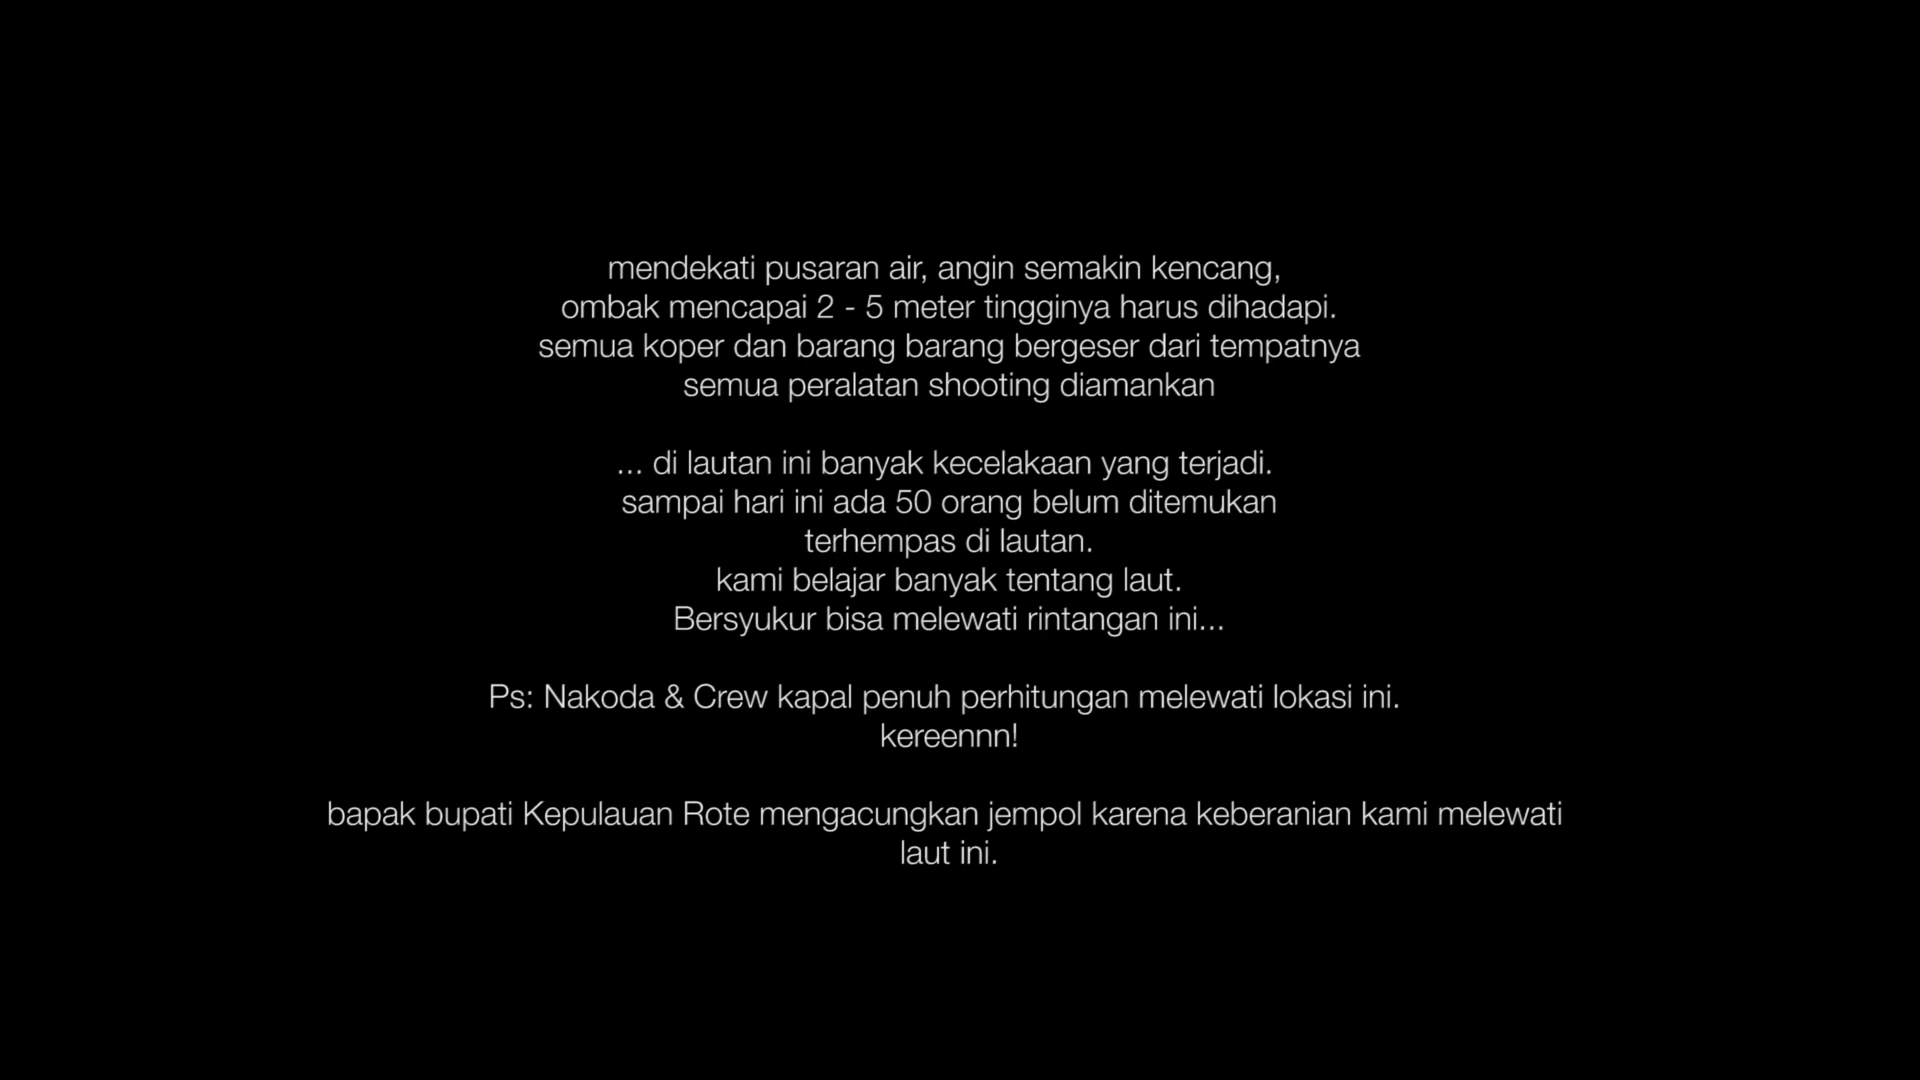 mendekati pusaran air, angin semakin kencang,
ombak mencapai 2 - 5 meter tingginya harus dihadapi.
semua koper dan barang barang bergeser dari tempatnya
semua peralatan shooting diamankan
... di lautan ini banyak kecelakaan yang terjadi.
sampai hari ini ada 50 orang belum ditemukan
terhempas di lautan.
kami belajar banyak tentang laut.
Bersyukur bisa melewati rintangan ini...
Ps: Nakoda & Crew kapal penuh perhitungan melewati lokasi ini.
kereennn!
bapak bupati Kepulauan Rote mengacungkan jempol karena keberanian kami melewati
laut ini.